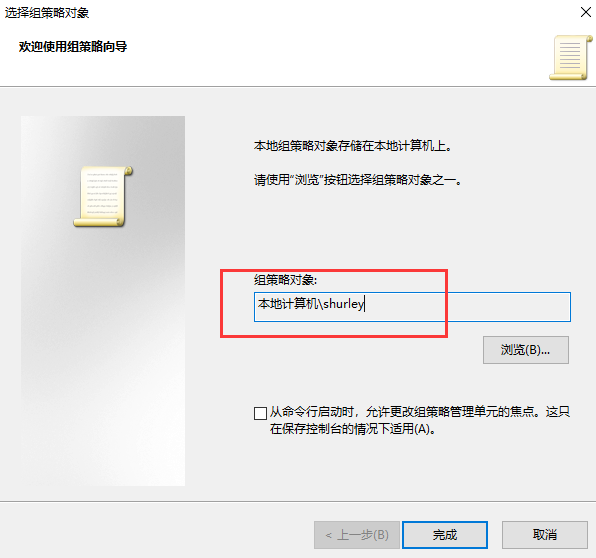 选择组策略对象
欢迎使用组策略向导
本地组策略对象存储在本地计算机上。
请使用“浏览”按钮选择组策略对象之一。
组策略对象:
本地计算机\shurley
浏览(B)...
从命令行启动时，允许更改组策略管理单元的焦点。这只
在保存控制台的情况下适用(A)。
< 上一步(B)
完成
取消